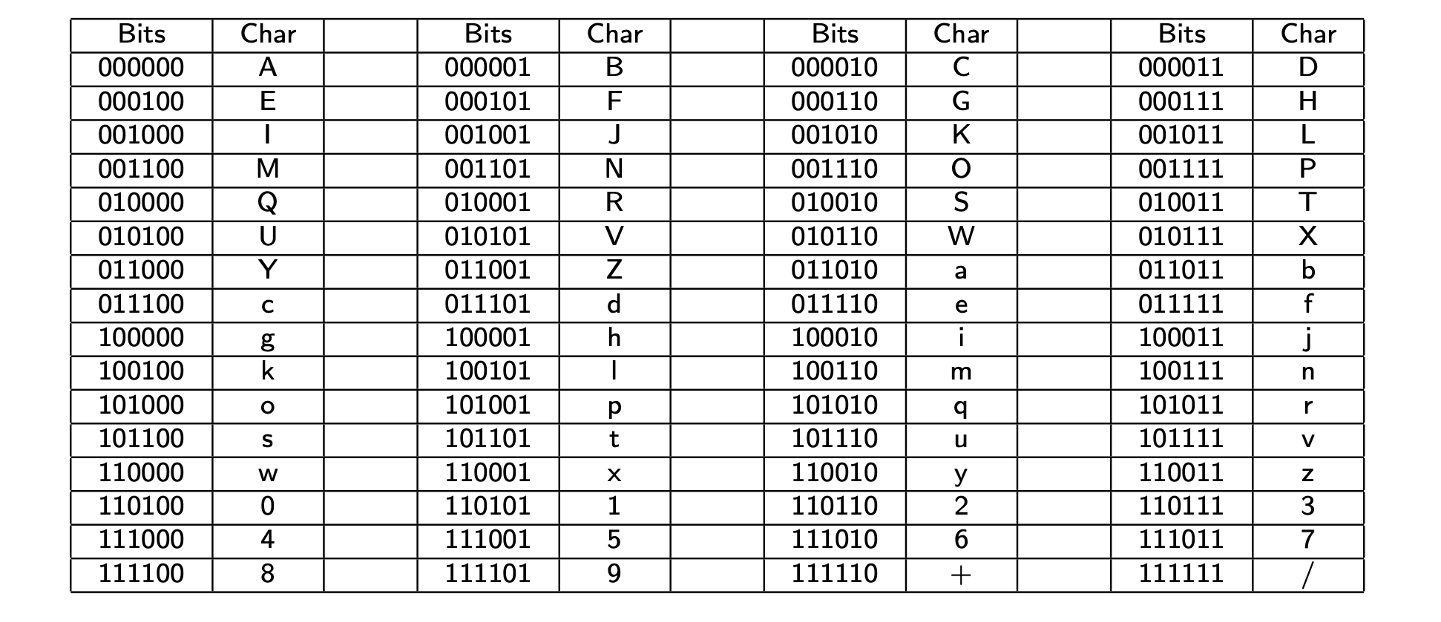 Bits Char Bits Char Bits Char Bits Char
000000 A 000001 B 000010 C 000011 D
000100 E 000101 F 000110 G 000111 H
001000 I 001001 J 001010 K 001011 L
001100 M 001101 N 001110 O 001111 P
010000 Q 010001 R 010010 S 010011 T
010100 U 010101 V 010110 W 010111 X
011000 Y 011001 Z 011010 a 011011 b
011100 c 011101 d 011110 e 011111 f
100000 g 100001 h 100010 i 100011 j
100100 k 100101 l 100110 m 100111 n
101000 o 101001 p 101010 q 101011 r
101100 s 101101 t 101110 u 101111 v
110000 w 110001 x 110010 y 110011 z
110100 0 110101 1 110110 2 110111 3
111000 4 111001 5 111010 6 111011 7
111100 8 111101 9 111110 + 111111 /